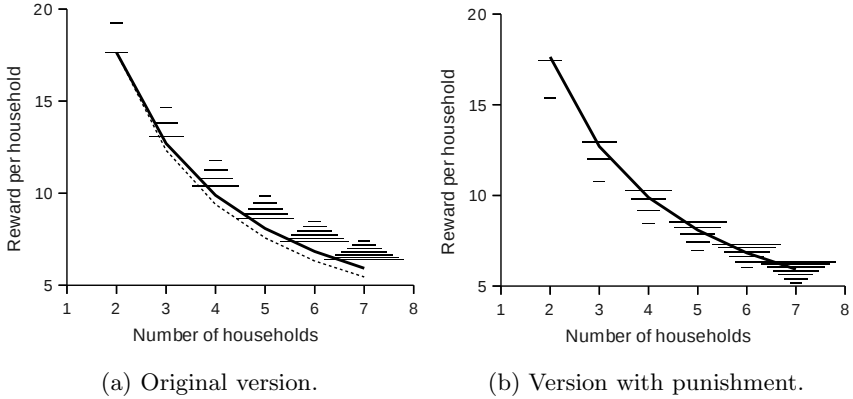 20
15
10
5
1 2 3 4 5 6 7 8
Reward per household
Number of households
(a) Original version.
20
15
10
5
1 2 3 4 5 6 7 8
Reward per household
Number of households
(b) Version with punishment.